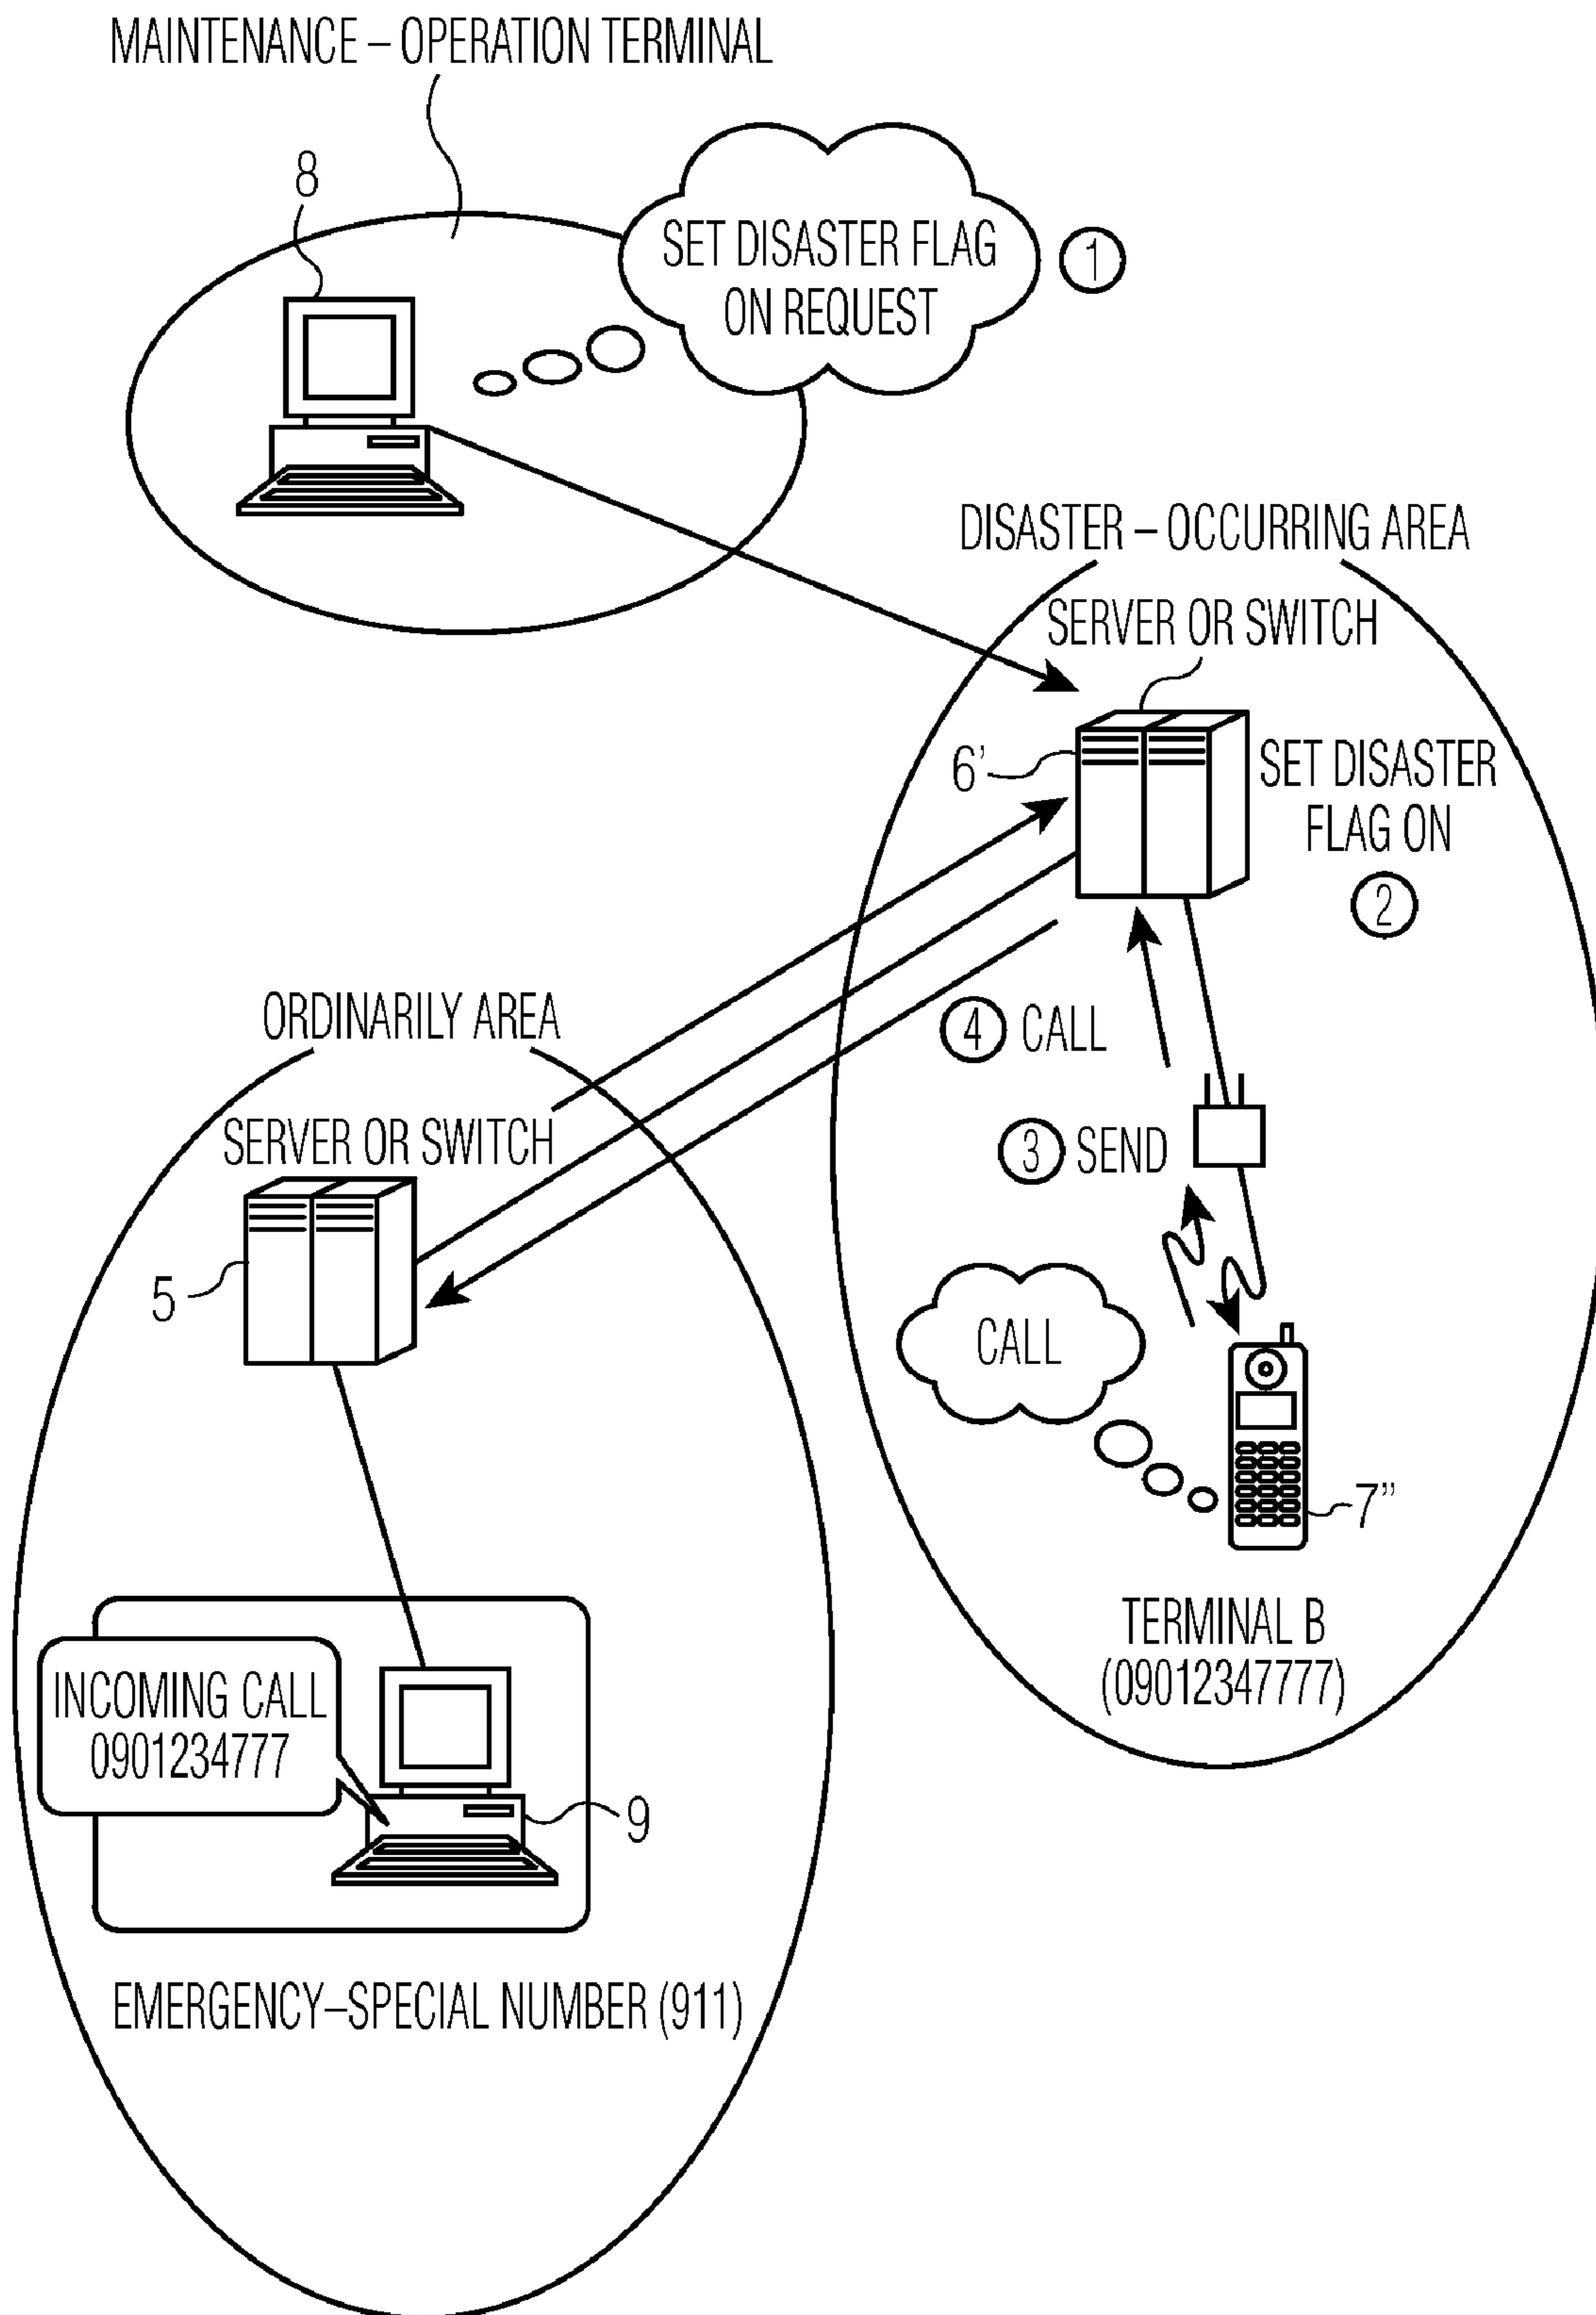 MAINTENANCE – OPERATION TERMINAL
8
SET DISASTER FLAG
ON REQUEST
1
DISASTER – OCCURRING AREA
SERVER OR SWITCH
6’
SET DISASTER
FLAG ON
2
ORDINARILY AREA
4 CALL
SERVER OR SWITCH
3 SEND
5
CALL
7”
TERMINAL B
(09012347777)
INCOMING CALL
0901234777
9
EMERGENCY–SPECIAL NUMBER (911)